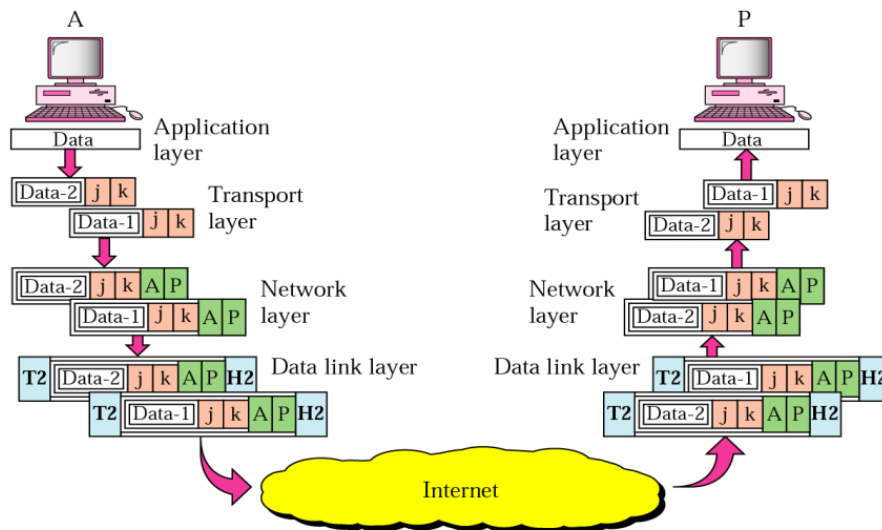 A
P
Data
Application
layer
Application
layer
Data
Data-2 j k
Data-1 j k
Transport
layer
Transport
layer
Data-1 j k
Data-2 j k
Data-2 j k A P
Data-1 j k A P
Network
layer
Network
layer
Data-1 j k A P
Data-2 j k A P
T2 Data-2 j k A P H2
T2 Data-1 j k A P H2
Data link layer
Data link layer
T2 Data-1 j k A P H2
T2 Data-2 j k A P H2
Internet